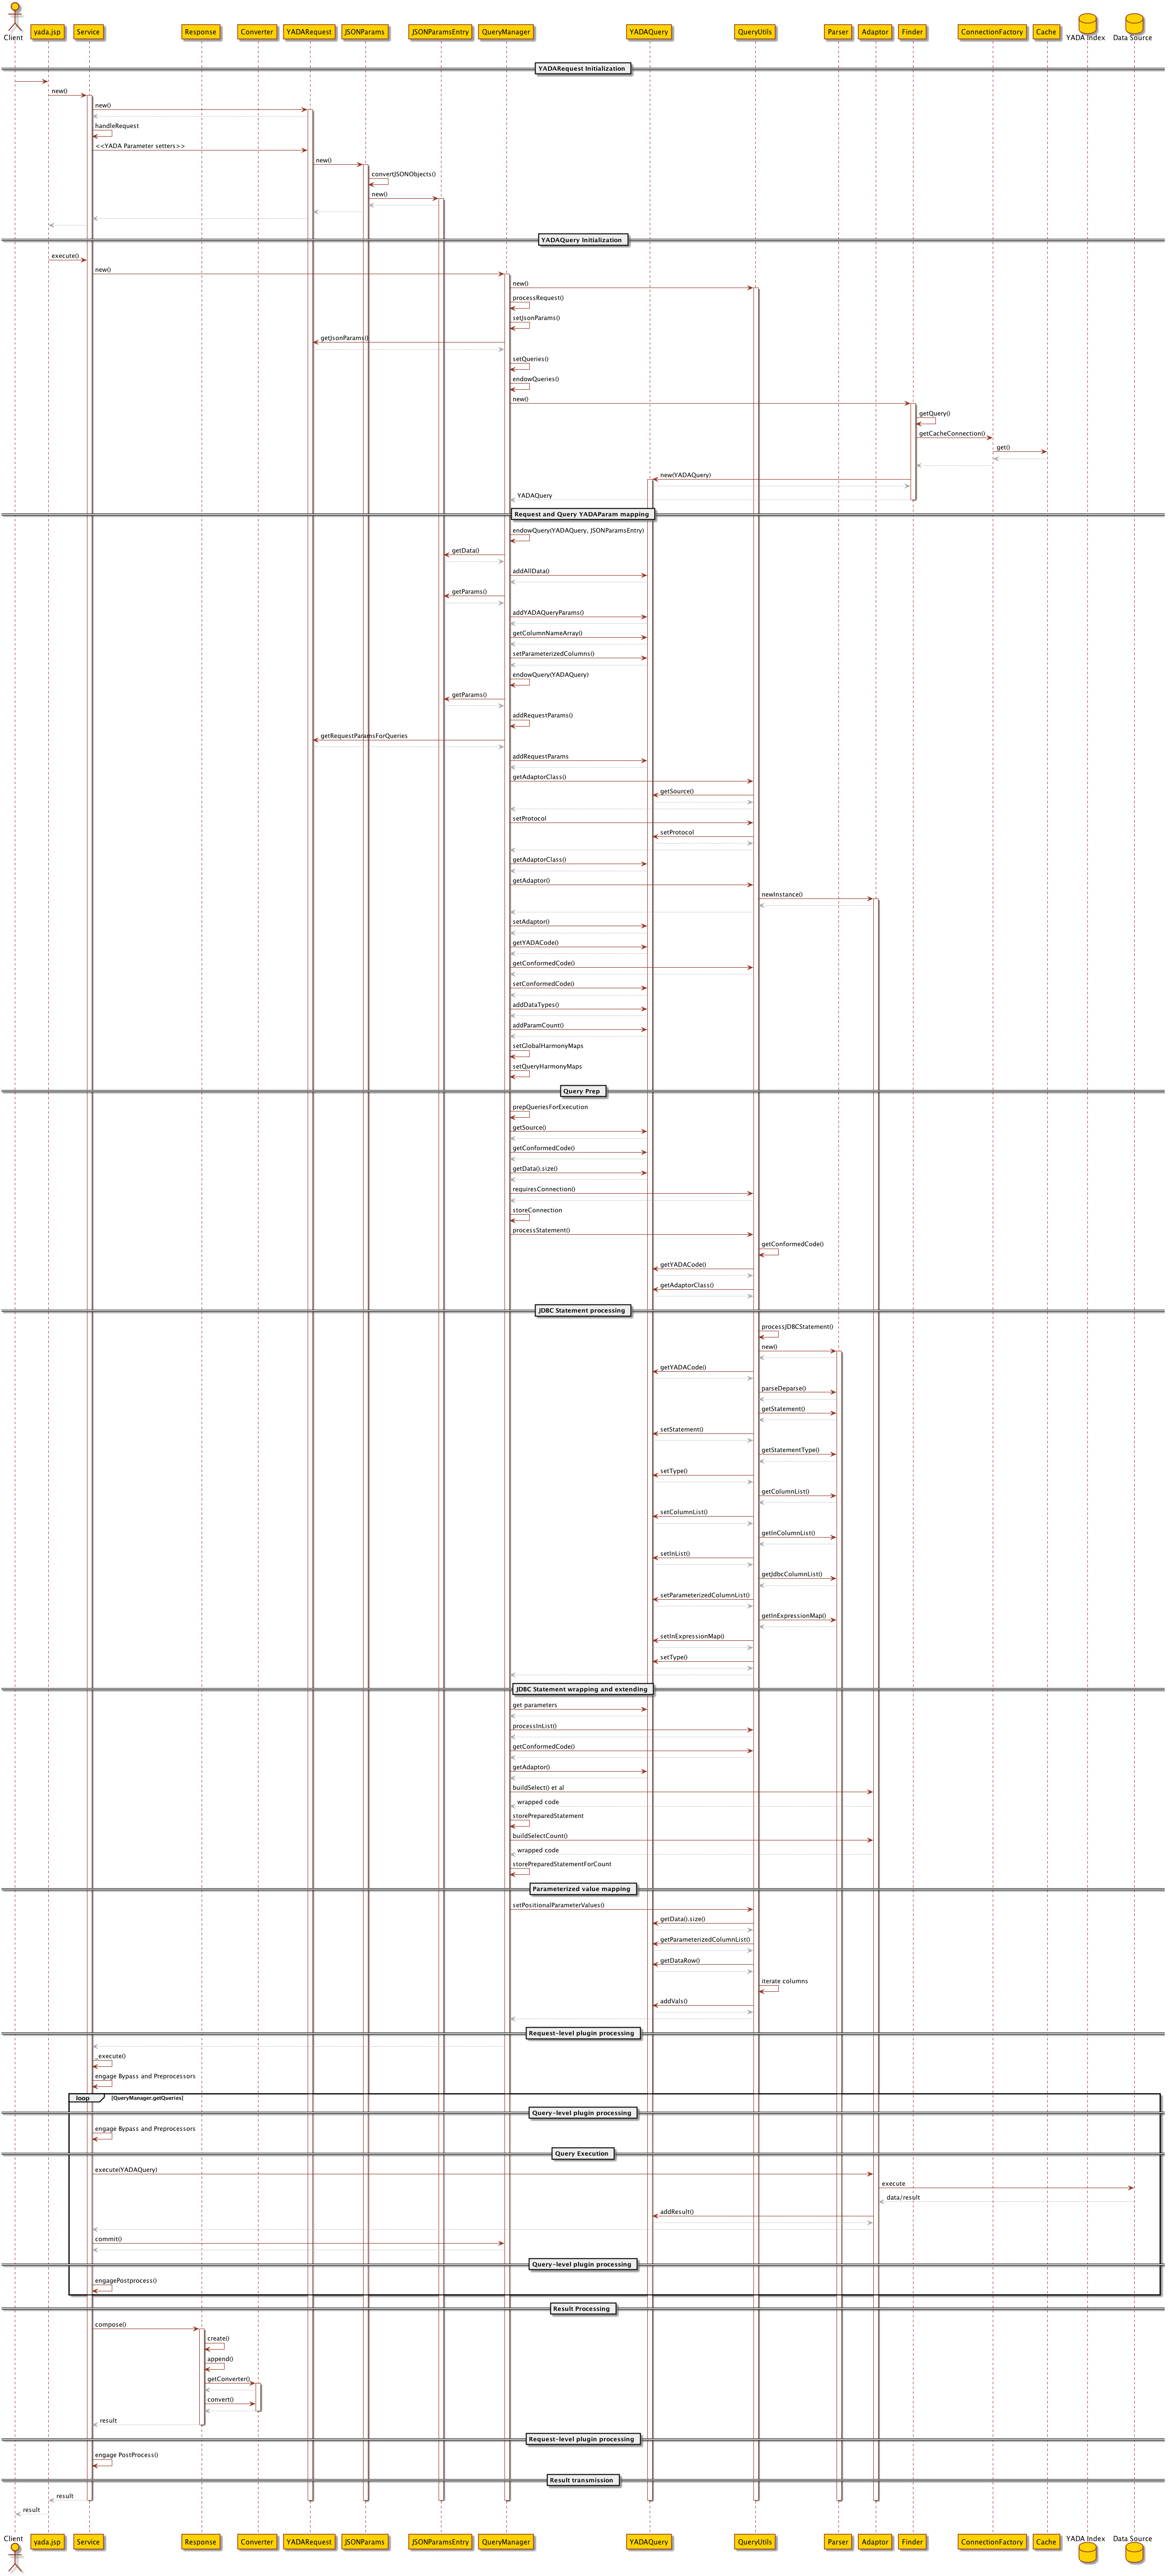 Client
yada.jsp
Service
Response
Converter
YADARequest
JSONParams
JSONParamsEntry
QueryManager
YADAQuery
QueryUtils
Parser
Adaptor
Finder
ConnectionFactory
Cache
YADA Index
Data Source
YADARequest Initialization
new()
new()
handleRequest
<<YADA Parameter setters>>
new()
convertJSONObjects()
new()
YADAQuery Initialization
execute()
new()
new()
processRequest()
setJsonParams()
getJsonParams()
setQueries()
endowQueries()
new()
getQuery()
getCacheConnection()
get()
new(YADAQuery)
YADAQuery
Request and Query YADAParam mapping
endowQuery(YADAQuery, JSONParamsEntry)
getData()
addAllData()
getParams()
addYADAQueryParams()
getColumnNameArray()
setParameterizedColumns()
endowQuery(YADAQuery)
getParams()
addRequestParams()
getRequestParamsForQueries
addRequestParams
getAdaptorClass()
getSource()
setProtocol
setProtocol
getAdaptorClass()
getAdaptor()
newInstance()
setAdaptor()
getYADACode()
getConformedCode()
setConformedCode()
addDataTypes()
addParamCount()
setGlobalHarmonyMaps
setQueryHarmonyMaps
Query Prep
prepQueriesForExecution
getSource()
getConformedCode()
getData().size()
requiresConnection()
storeConnection
processStatement()
getConformedCode()
getYADACode()
getAdaptorClass()
JDBC Statement processing
processJDBCStatement()
new()
getYADACode()
parseDeparse()
getStatement()
setStatement()
getStatementType()
setType()
getColumnList()
setColumnList()
getInColumnList()
setInList()
getJdbcColumnList()
setParameterizedColumnList()
getInExpressionMap()
setInExpressionMap()
setType()
JDBC Statement wrapping and extending
get parameters
processInList()
getConformedCode()
getAdaptor()
buildSelect() et al
wrapped code
storePreparedStatement
buildSelectCount()
wrapped code
storePreparedStatementForCount
Parameterized value mapping
setPositionalParameterValues()
getData().size()
getParameterizedColumnList()
getDataRow()
iterate columns
addVals()
Request-level plugin processing
_execute()
engage Bypass and Preprocessors
loop [QueryManager.getQueries]
Query-level plugin processing
engage Bypass and Preprocessors
Query Execution
execute(YADAQuery)
execute
data/result
addResult()
commit()
Query-level plugin processing
engagePostprocess()
Result Processing
compose()
create()
append()
getConverter()
convert()
result
Request-level plugin processing
engage PostProcess()
Result transmission
result
result
Client
yada.jsp
Service
Response
Converter
YADARequest
JSONParams
JSONParamsEntry
QueryManager
YADAQuery
QueryUtils
Parser
Adaptor
Finder
ConnectionFactory
Cache
YADA Index
Data Source